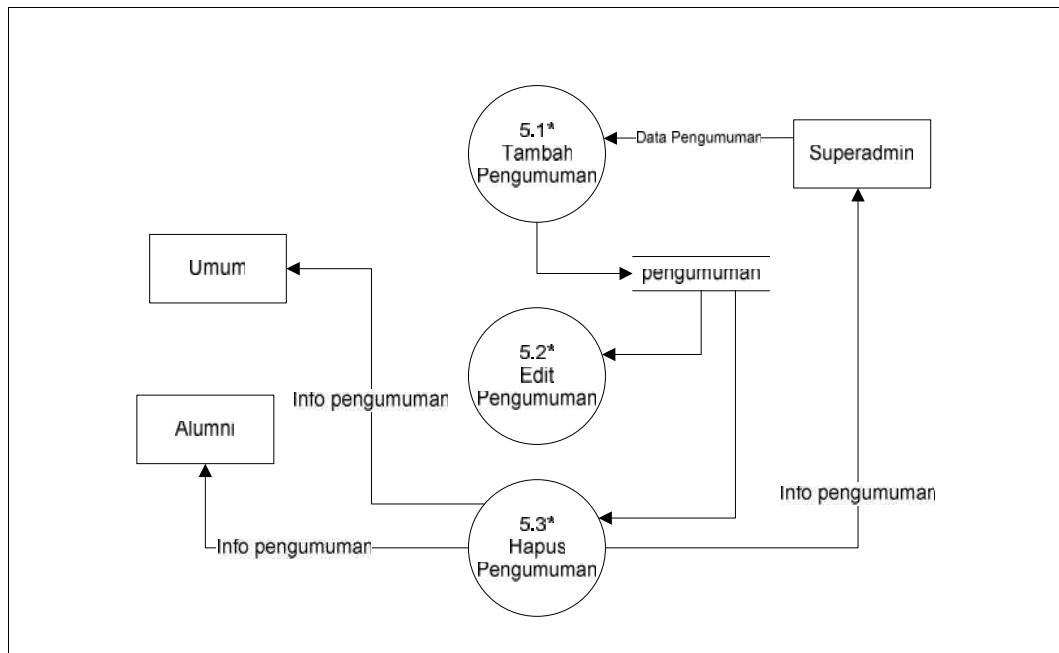 5.1*
Tambah
Pengumuman
Data Pengumuman
Superadmin
Umum
pengumuman
5.2*
Edit
Pengumuman
Info pengumuman
Alumni
Info pengumuman
5.3*
Hapus
Pengumuman
Info pengumuman